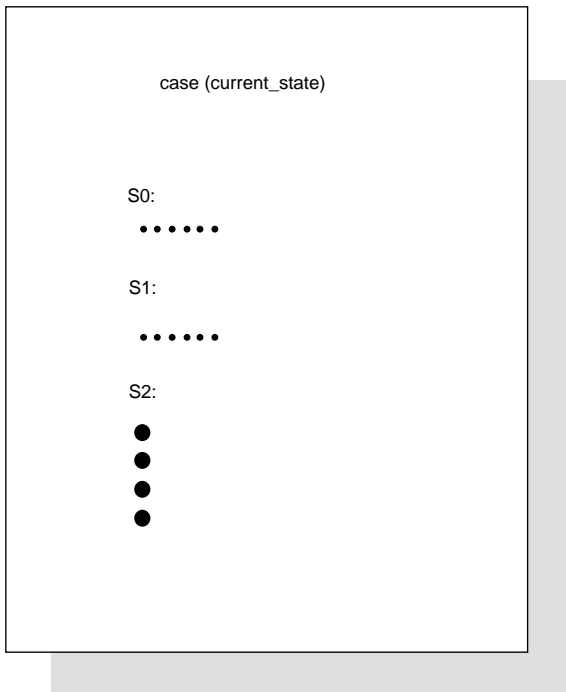 case (current_state)
S0:
......
S1:
......
S2: